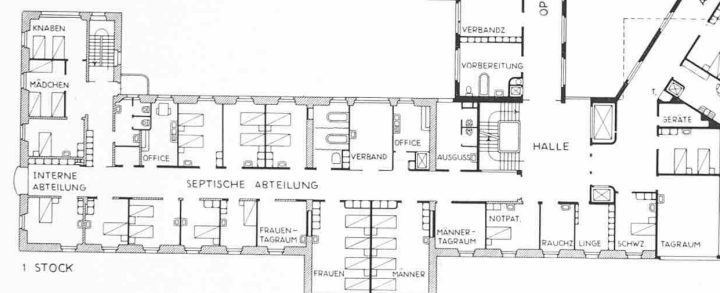 KNABEN
MÄDCHEN
VERBANDZ
VORBEREITUNG
OP
T.
GERÄTE
OFFICE
VERBAND
OFFICE
AUSGUSS
HALLE
INTERNE
ABTEILUNG
SEPTISCHE ABTEILUNG
FRAUEN-
TAGRAUM
MÄNNER-
TAGRAUM
NOTPAT.
RAUCHZ
LINGE
SCHWZ.
TAGRAUM
FRAUEN
MÄNNER
1 STOCK